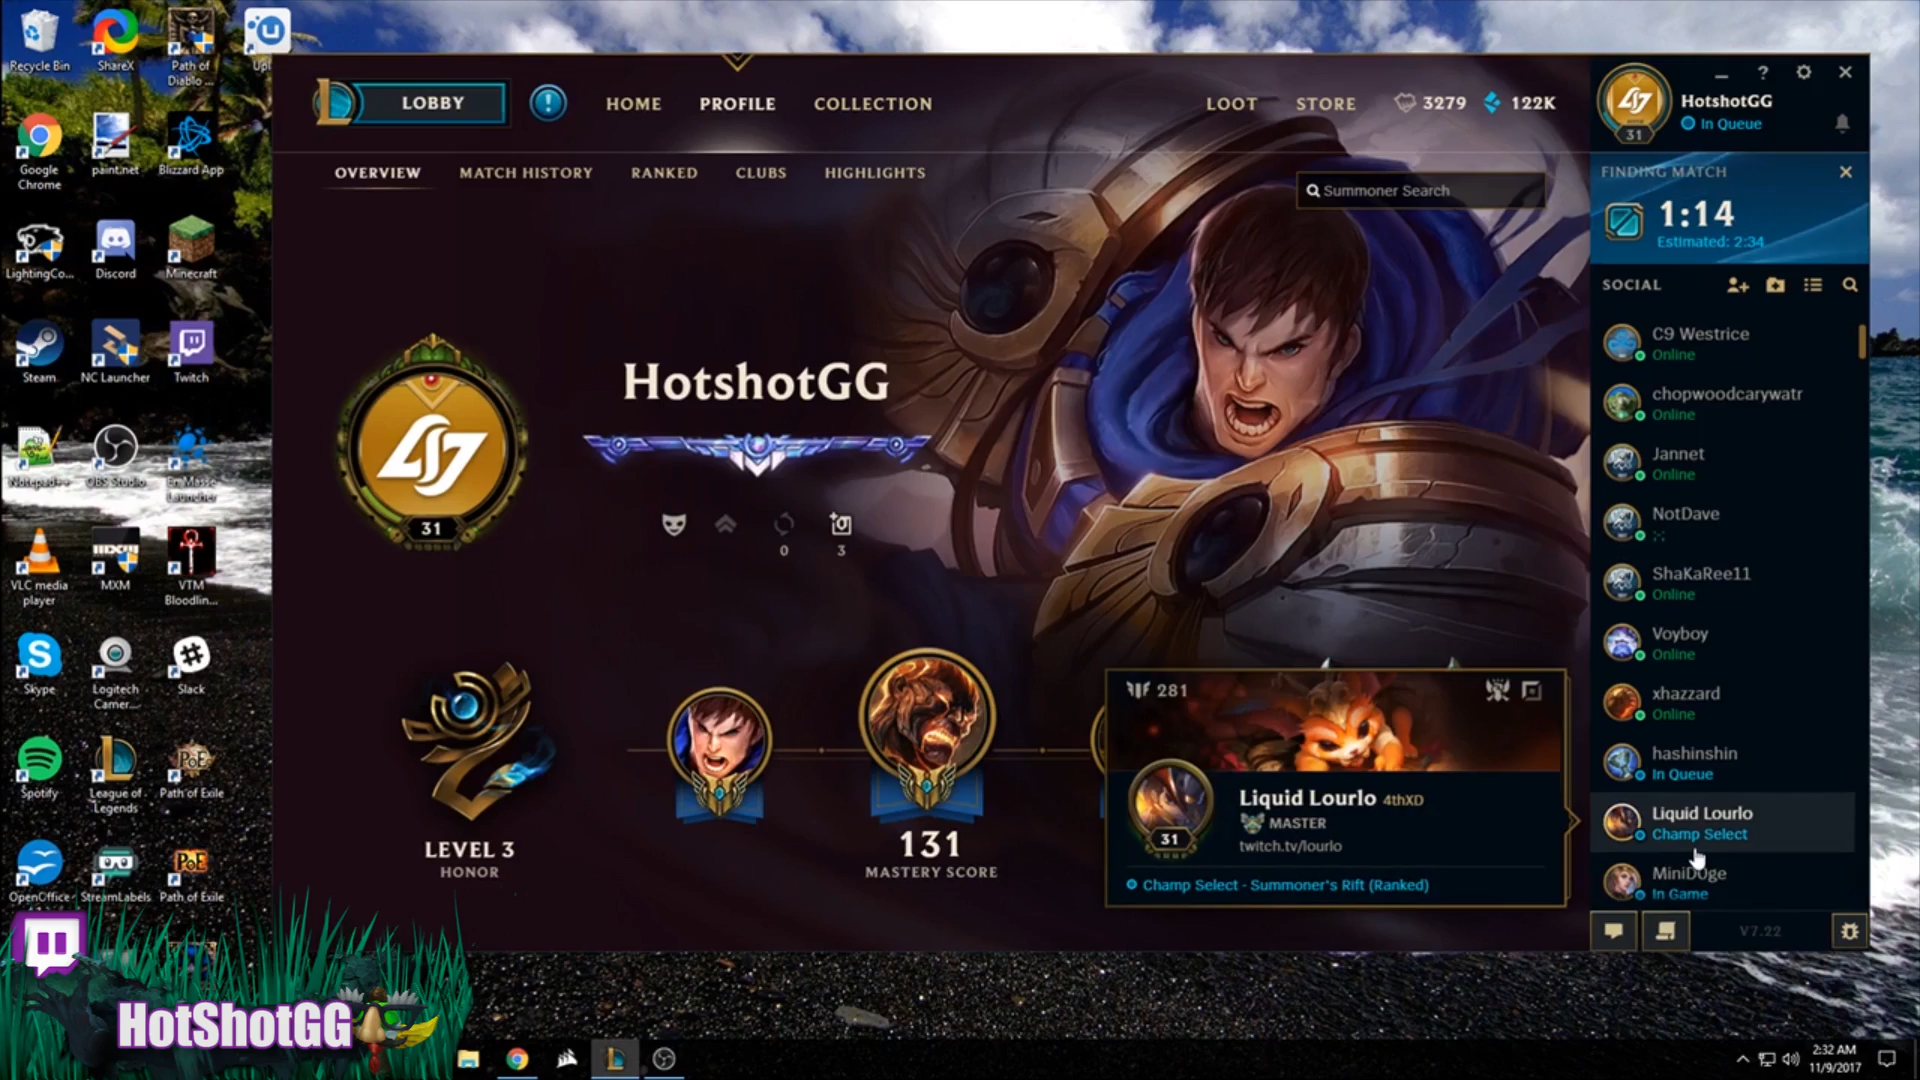 Recycle Bin
ShareX
Path of
Diablo ...
Upl
Google
Chrome
paint.net
Blizzard App
LightingCo...
Discord
Minecraft
Steam
NC Launcher
Twitch
Notepad++
OBS Studio
En Masse
Launcher
VLC media
player
MXM
VTM
Bloodlin...
Skype
Logitech
Camer...
Slack
Spotify
League of
Legends
Path of Exile
OpenOffice
StreamLabels
Path of Exile
HotShotGG
LOBBY
HOME
PROFILE
COLLECTION
LOOT
STORE
3279
122K
OVERVIEW
MATCH HISTORY
RANKED
CLUBS
HIGHLIGHTS
Summoner Search
HotshotGG
31
0
3
LEVEL 3
HONOR
131
MASTERY SCORE
281
Liquid Lourlo 4thXD
MASTER
twitch.tv/lourlo
31
Champ Select - Summoner's Rift (Ranked)
HotshotGG
In Queue
31
FINDING MATCH
1:14
Estimated: 2:34
SOCIAL
C9 Westrice
Online
chopwoodcarywatr
Online
Jannet
Online
NotDave
ShaKaRee11
Online
Voyboy
Online
xhazzard
Online
hashinshin
In Queue
Liquid Lourlo
Champ Select
MiniD0ge
In Game
V7.22
2:32 AM
11/9/2017